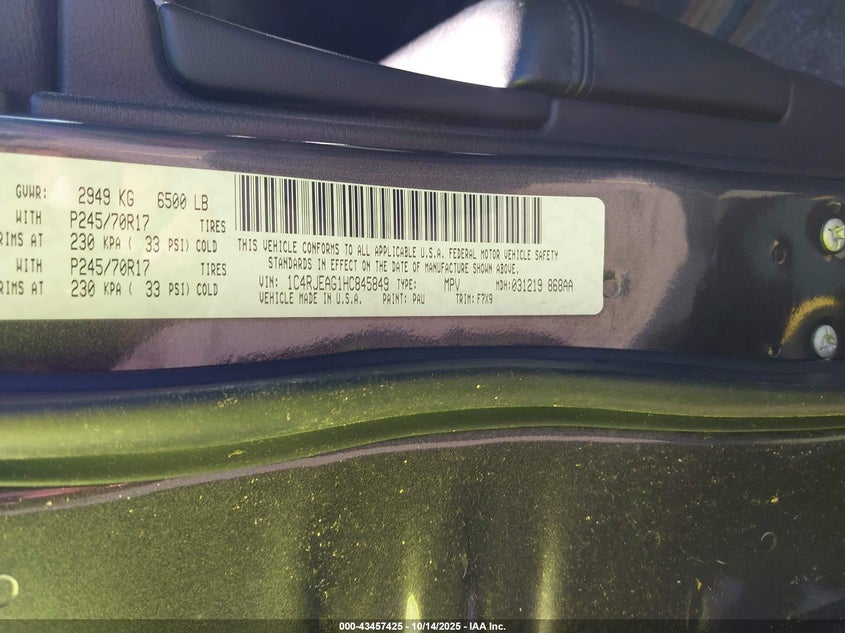 GVWR: 2949 KG 6500 LB
WITH P245/70R17 TIRES
RIMS AT 230 KPA ( 33 PSI) COLD
WITH P245/70R17 TIRES
RIMS AT 230 KPA ( 33 PSI) COLD
THIS VEHICLE CONFORMS TO ALL APPLICABLE U.S.A. FEDERAL MOTOR VEHICLE SAFETY
STANDARDS IN EFFECT ON THE DATE OF MANUFACTURE SHOWN ABOVE.
VIN: 1C4RJEAG1HC845849 TYPE: MPV MDH: 031219 868AA
VEHICLE MADE IN U.S.A. PAINT: PAU TRIM: F7X9
000-43457425 - 10/14/2025 - IAA Inc.